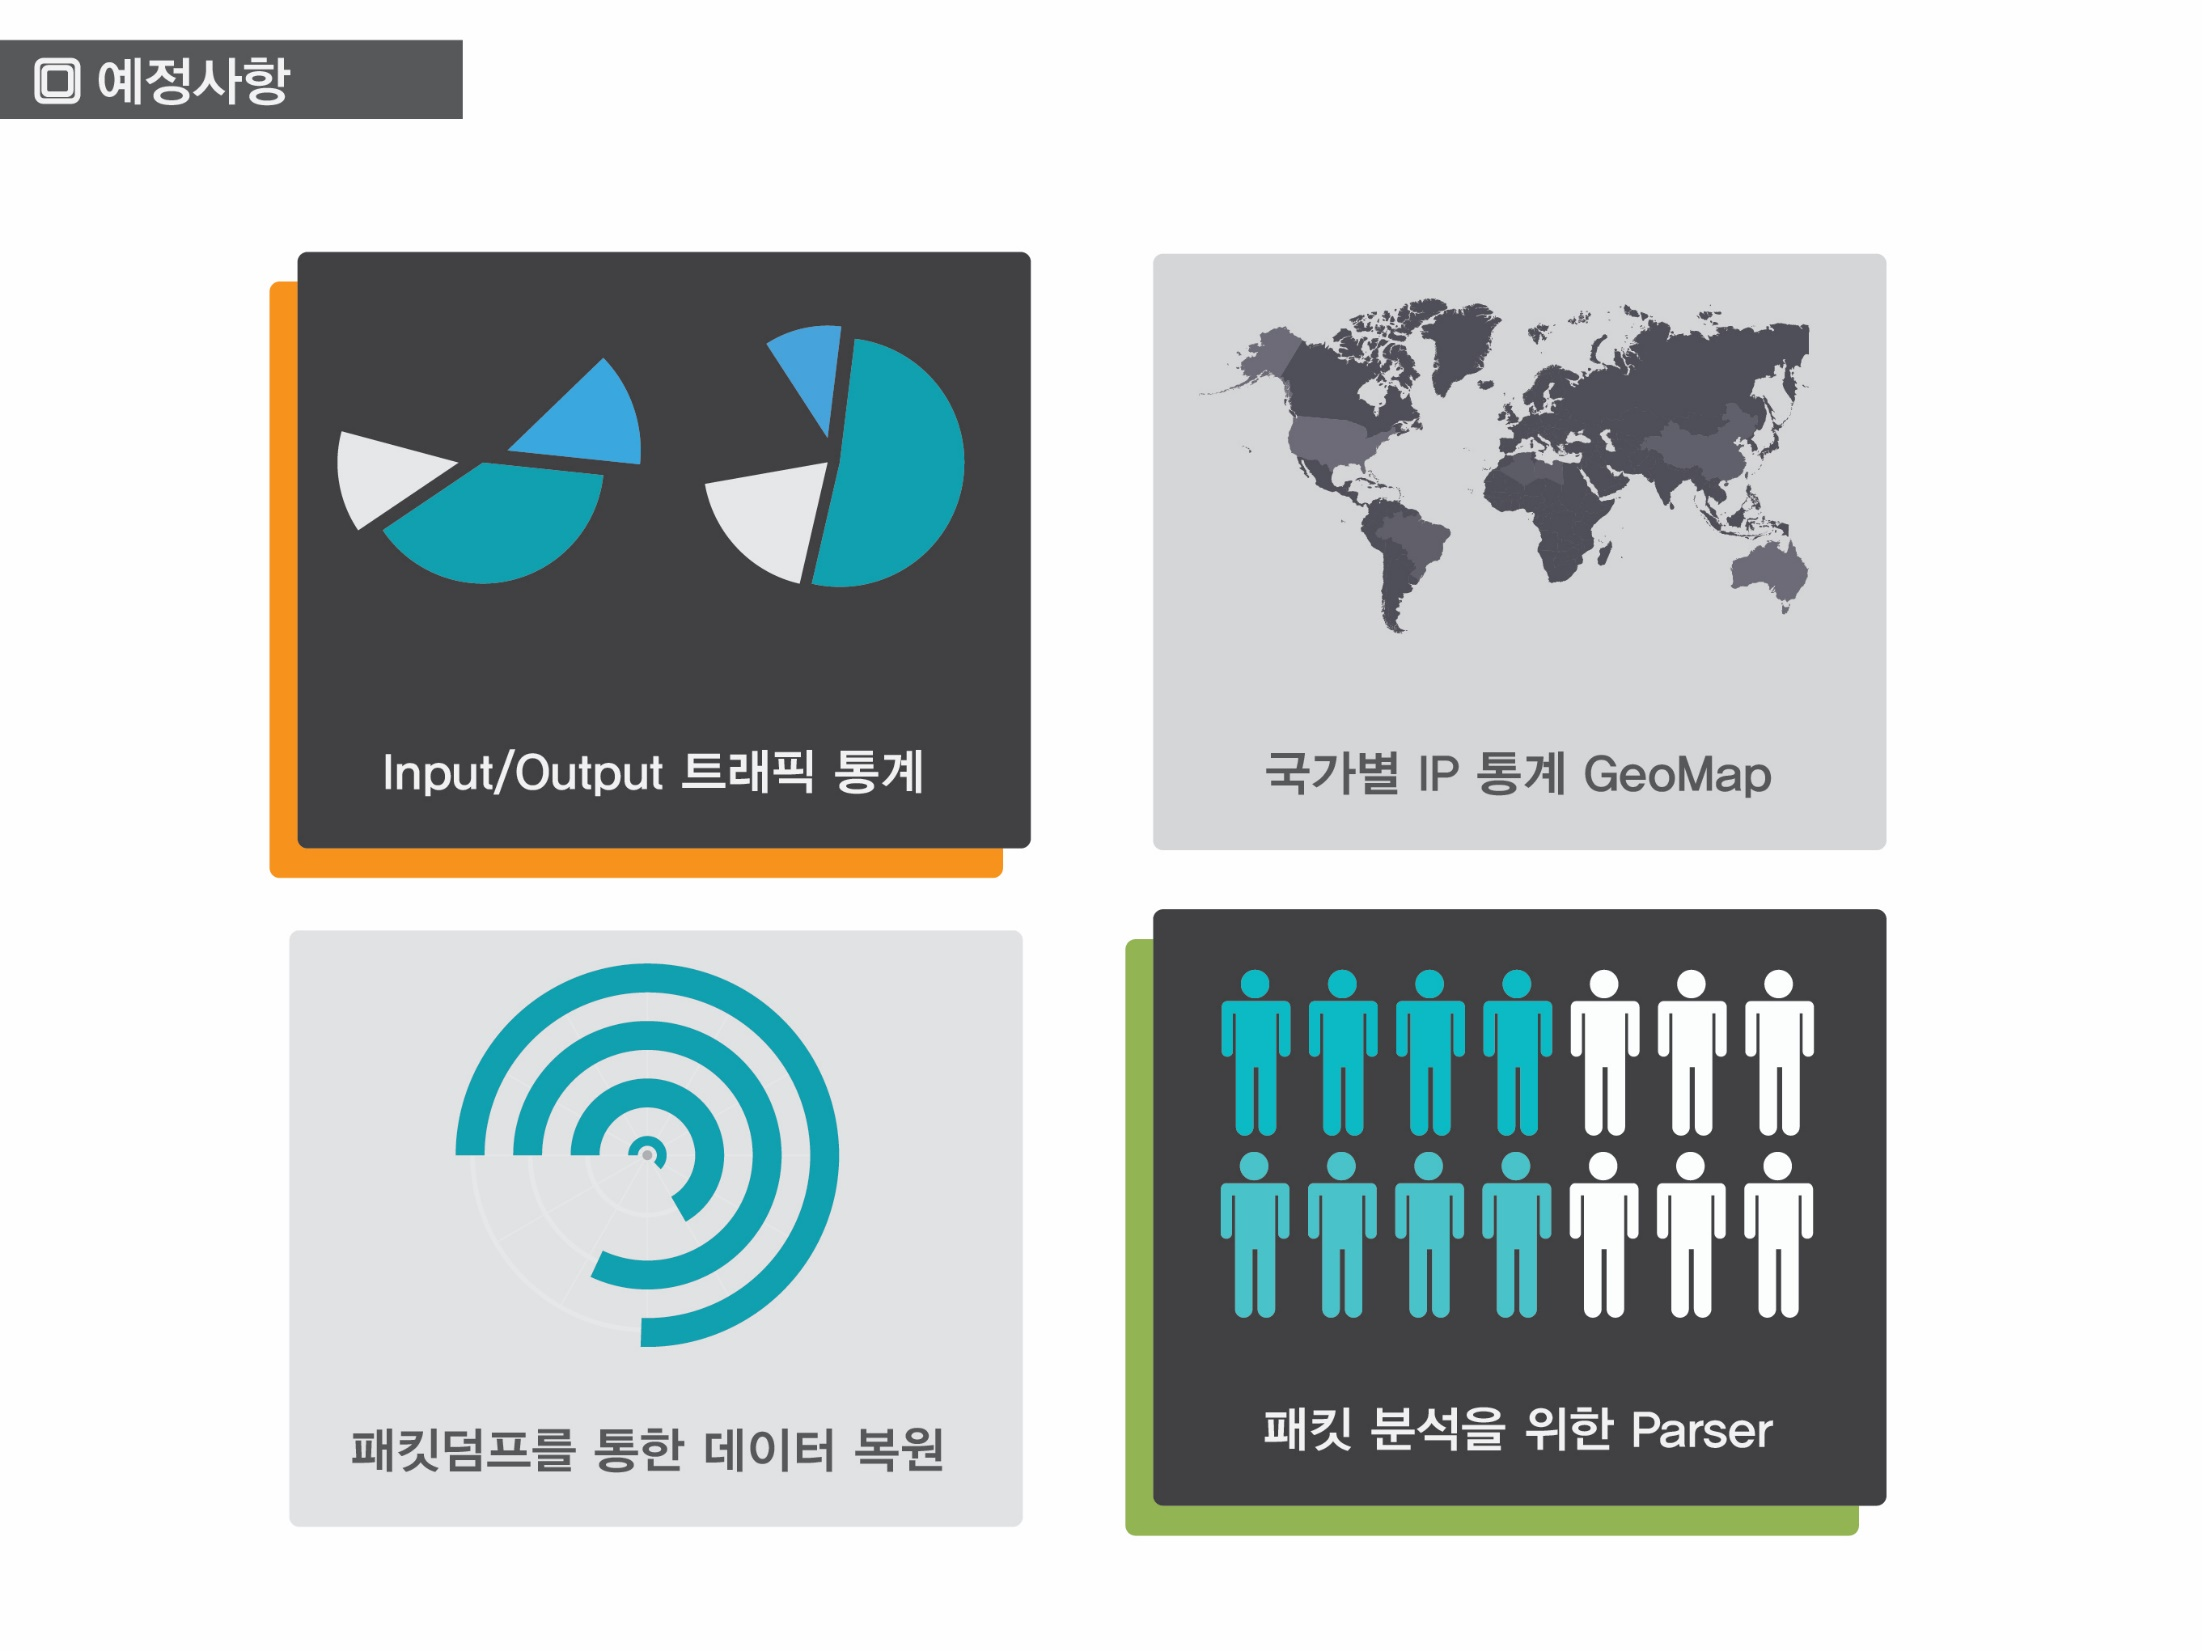 예정사항
Input/Output 트래픽 통계
국가별 IP 통계 GeoMap
패킷덤프를 통한 데이터 복원
패킷 분석을 위한 Parser